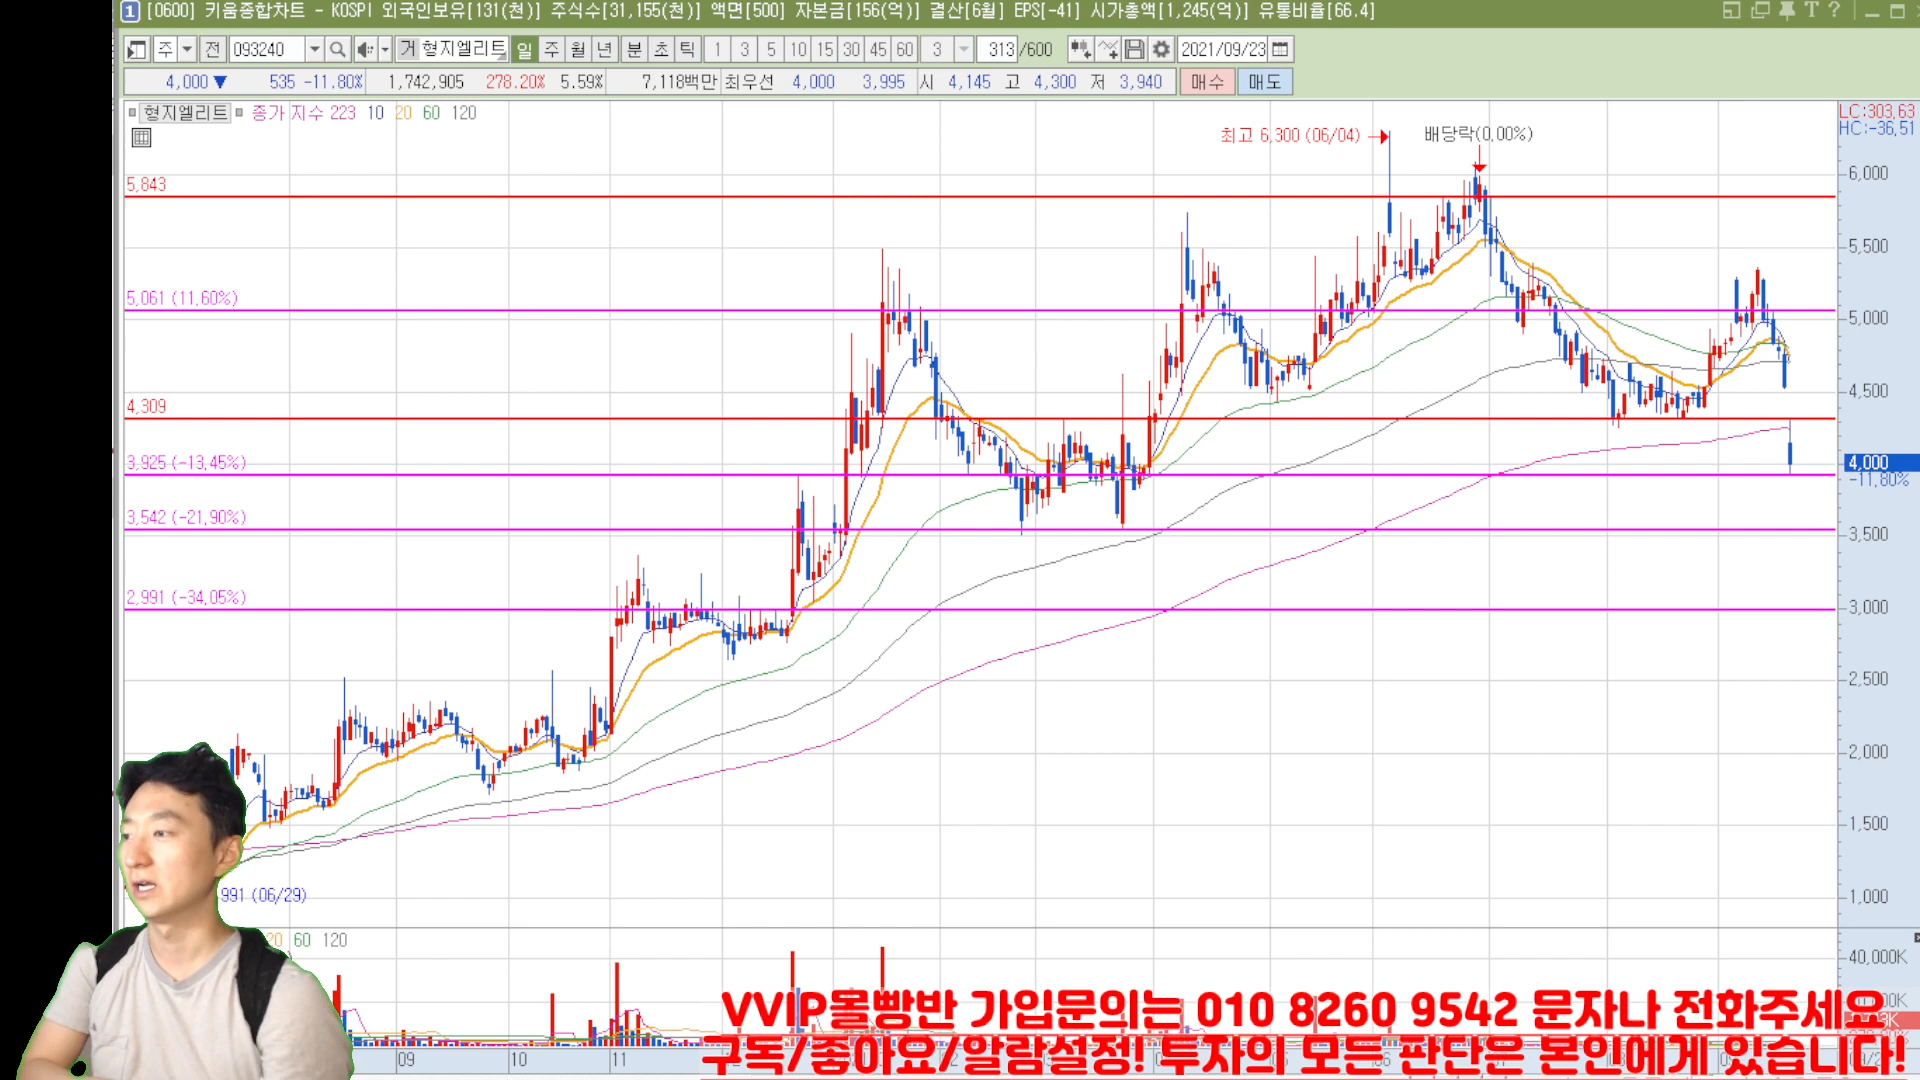 1 [0600] 키움종합차트 - KOSPI 외국인보유[131(천)] 주식수[31,155(천)] 액면[500] 자본금[156(억)] 결산[6월] EPS[-41] 시가총액[1,245(억)] 유통비율[66.4]
주 전 093240 거 형지엘리트 일 주 월 년 분 초 틱 1 3 5 10 15 30 45 60 3 313 /600 2021/09/23
4,000 ▼ 535 -11.80% 1,742,905 278.20% 5.59% 7,118백만 최우선 4,000 3,995 시 4,145 고 4,300 저 3,940 매수 매도
형지엘리트 종가 지수 223 10 20 60 120
LC:303.63
HC:-36.51
최고 6,300 (06/04)
배당락(0.00%)
6,000
5,843
5,500
5,061 (11.60%)
5,000
4,500
4,309
3,925 (-13.45%)
4,000
-11.80%
3,542 (-21.90%)
3,500
2,991 (-34.05%)
3,000
2,500
2,000
1,500
991 (06/29)
1,000
20 60 120
40,000K
VVIP몰빵반 가입문의는 010 8260 9542 문자나 전화주세요
구독/좋아요/알람설정! 투자의 모든 판단은 본인에게 있습니다!
09 10 11